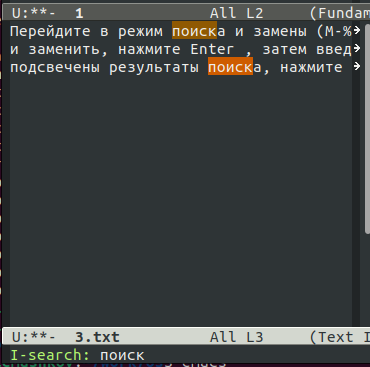 U:**- 1 All L2 (Fundam
Перейдите в режим поиска и замены (M-%
и заменить, нажмите Enter , затем введ
подсвечены результаты поиска, нажмите
U:**- 3.txt All L3 (Text I
I-search: поиск